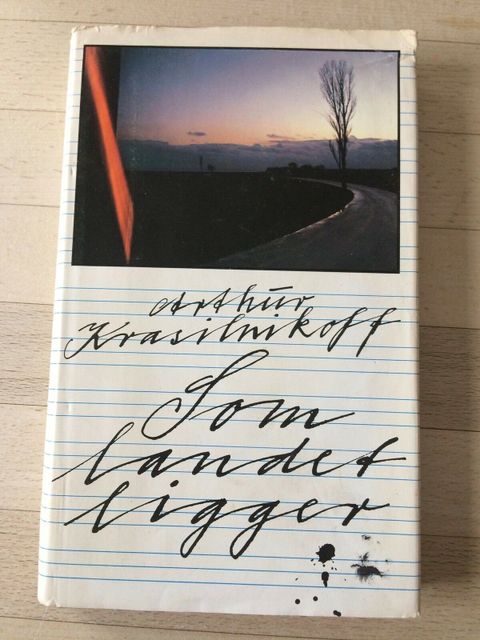 Arthur
Krasilnikoff
Som
landet
ligger